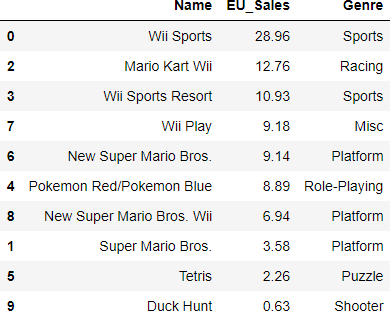 Name EU_Sales Genre
0 Wii Sports 28.96 Sports
2 Mario Kart Wii 12.76 Racing
3 Wii Sports Resort 10.93 Sports
7 Wii Play 9.18 Misc
6 New Super Mario Bros. 9.14 Platform
4 Pokemon Red/Pokemon Blue 8.89 Role-Playing
8 New Super Mario Bros. Wii 6.94 Platform
1 Super Mario Bros. 3.58 Platform
5 Tetris 2.26 Puzzle
9 Duck Hunt 0.63 Shooter